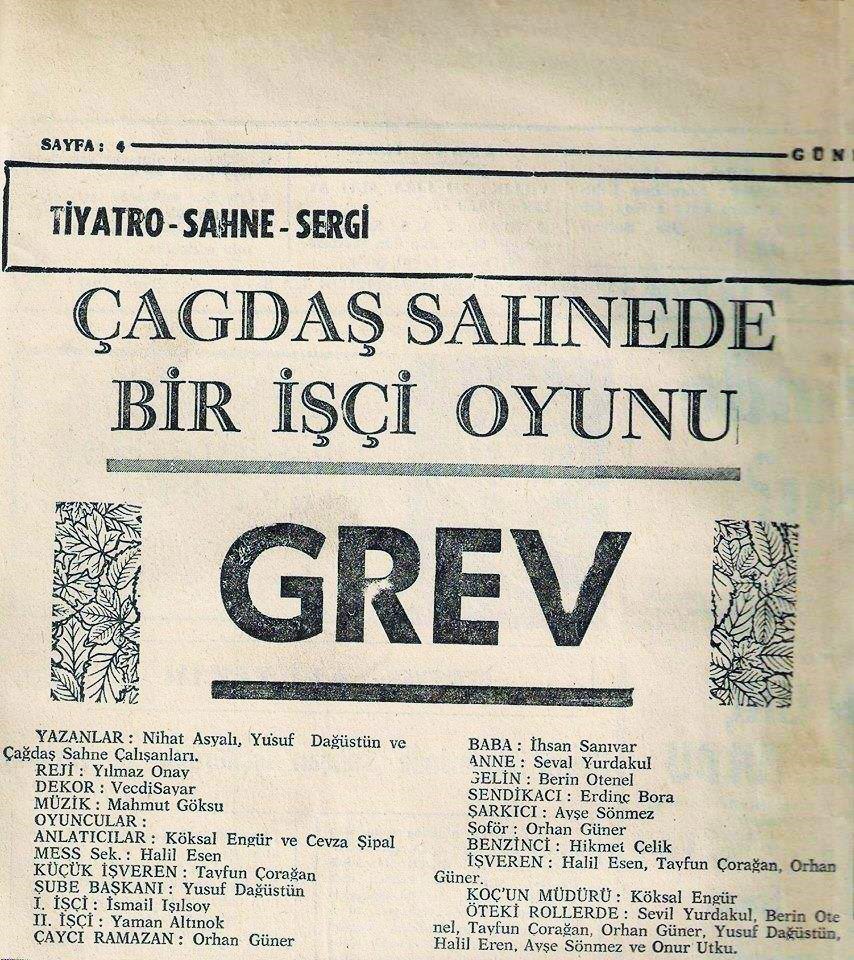 SAYFA: 4
GÜN
TİYATRO - SAHNE - SERGİ
ÇAGDAŞ SAHNEDE
BİR İŞÇİ OYUNU
GREV
YAZANLAR : Nihat Asyalı, Yusuf Dağüstün ve
Çağdaş Sahne Çalışanları.
REJİ : Yılmaz Onay
DEKOR : VecdiSayar
MÜZİK : Mahmut Göksu
OYUNCULAR :
ANLATICILAR : Köksal Engür ve Cevza Şipal
MESS Sek. : Halil Esen
KÜÇÜK İŞVEREN : Tayfun Çorağan
ŞUBE BAŞKANI : Yusuf Dağüstün
I. İŞÇİ : İsmail Işılsoy
II. İŞÇİ : Yaman Altınok
ÇAYCI RAMAZAN : Orhan Güner
BABA : İhsan Sanıvar
ANNE : Seval Yurdakul
GELİN : Berin Otenel
SENDİKACI : Erdinç Bora
ŞARKICI : Ayşe Sönmez
Şoför : Orhan Güner
BENZİNCİ : Hikmet Çelik
İŞVEREN : Halil Esen, Tayfun Çorağan, Orhan
Güner.
KOÇ'UN MÜDÜRÜ : Köksal Engür
ÖTEKİ ROLLERDE : Sevil Yurdakul, Berin Ote
nel, Tayfun Çorağan, Orhan Güner, Yusuf Dağüstün,
Halil Eren, Ayşe Sönmez ve Onur Utku.